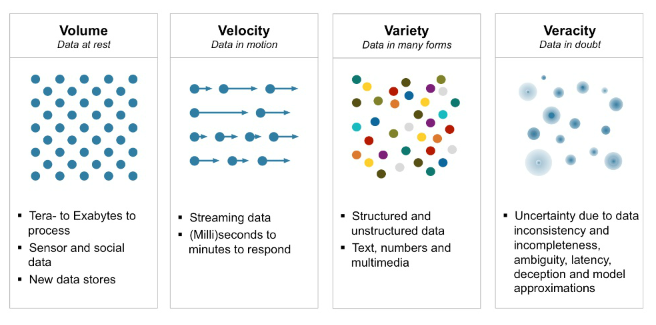 Volume
Data at rest
▪ Tera- to Exabytes to
process
▪ Sensor and social
data
▪ New data stores
Velocity
Data in motion
▪ Streaming data
▪ (Milli)seconds to
minutes to respond
Variety
Data in many forms
▪ Structured and
unstructured data
▪ Text, numbers and
multimedia
Veracity
Data in doubt
▪ Uncertainty due to data
inconsistency and
incompleteness,
ambiguity, latency,
deception and model
approximations